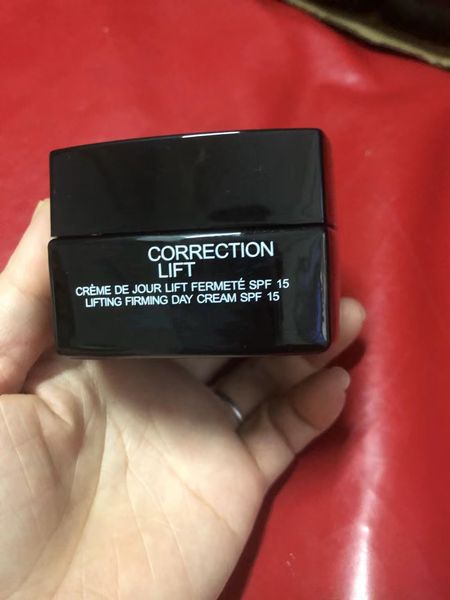 CORRECTION
LIFT
CRÈME DE JOUR LIFT FERMETÉ SPF 15
LIFTING FIRMING DAY CREAM SPF 15